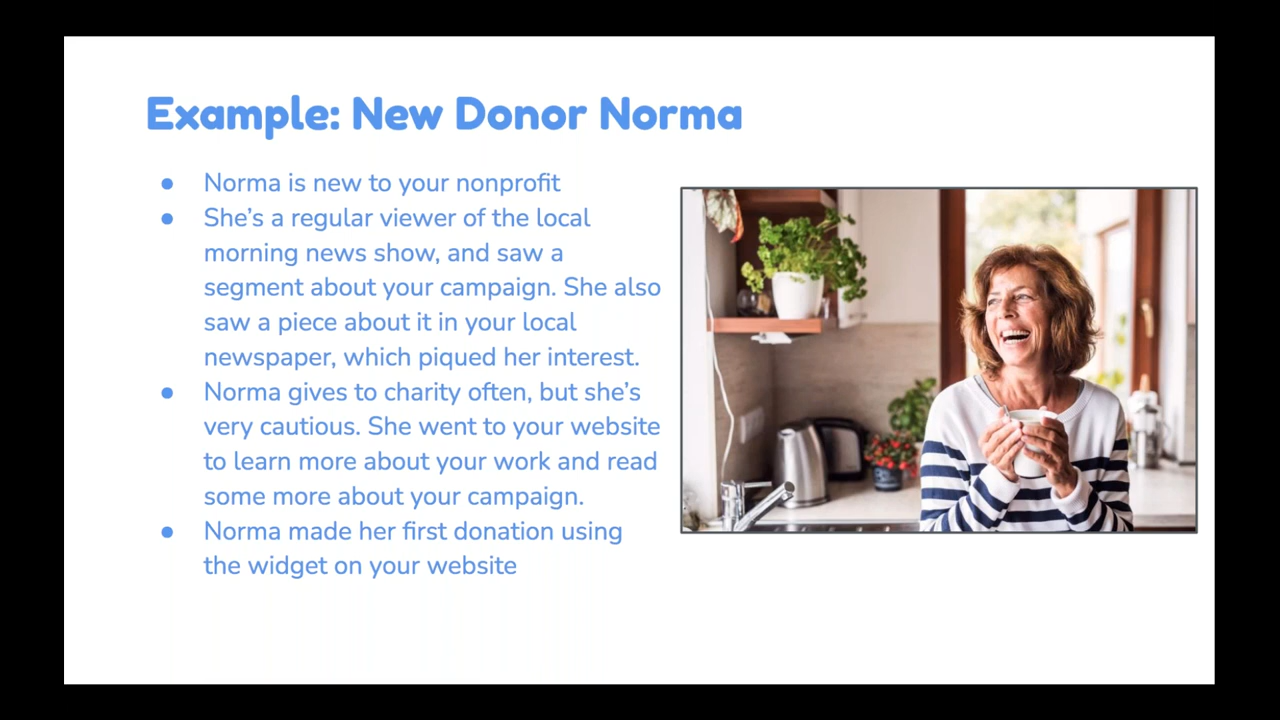 Example: New Donor Norma
● Norma is new to your nonprofit
● She's a regular viewer of the local
morning news show, and saw a
segment about your campaign. She also
saw a piece about it in your local
newspaper, which piqued her interest.
● Norma gives to charity often, but she's
very cautious. She went to your website
to learn more about your work and read
some more about your campaign.
● Norma made her first donation using
the widget on your website